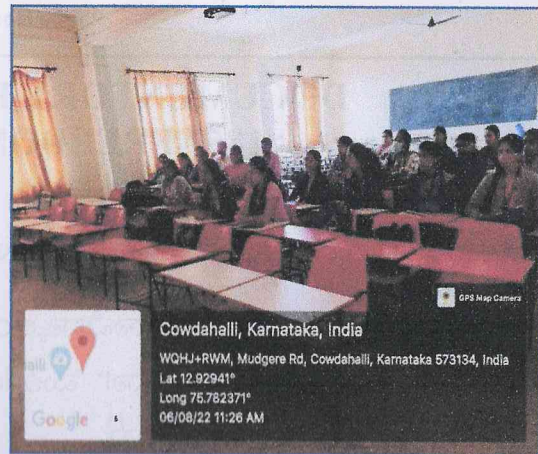 GPS Map Camera
Cowdahalli, Karnataka, India
WQHJ+RWM, Mudgere Rd, Cowdahalli, Karnataka 573134, India
Lat 12.92941°
Long 75.782371°
06/08/22 11:26 AM
Google